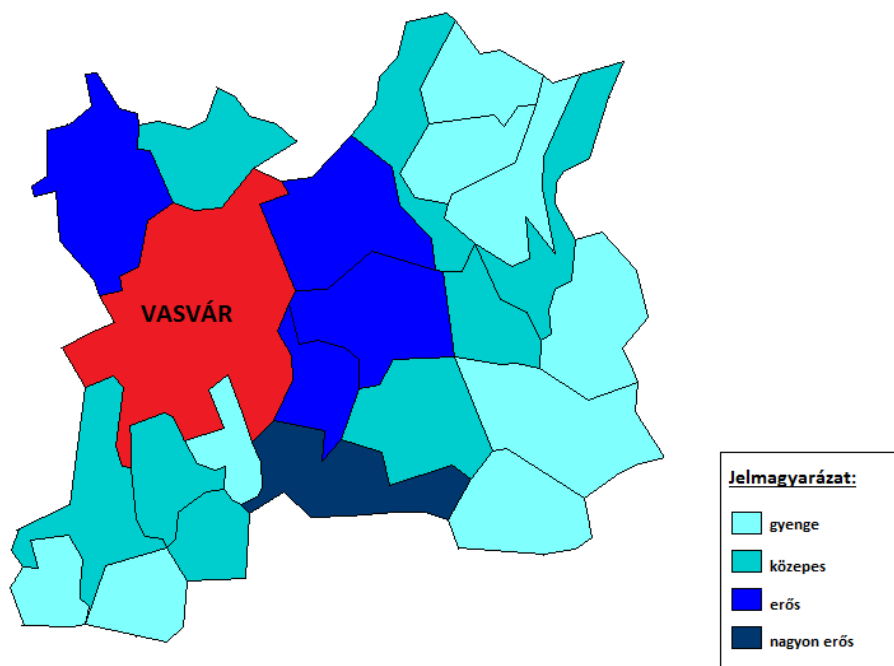 VASVÁR
Jelmagyarázat:
gyenge
közepes
erős
nagyon erős